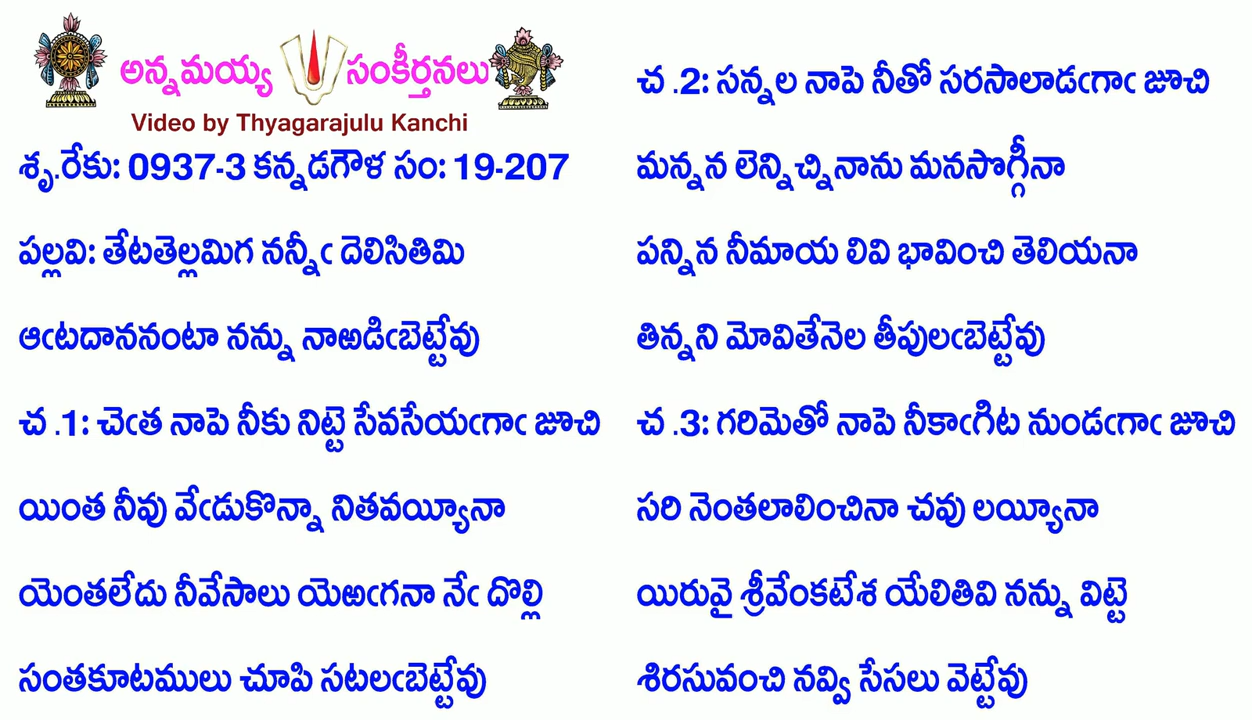 అన్నమయ్య సంకీర్తనలు
Video by Thyagarajulu Kanchi
శృ.రేకు: 0937-3 కన్నడగౌళ సం: 19-207
పల్లవి: తేటతెల్లమిగ నన్నీఁ దెలిసితిమి
ఆఁటదాననంటా నన్ను నాఱడిఁబెట్టేవు
చ .1: చెఁత నాపె నీకు నిట్టె సేవసేయఁగాఁ జూచి
యింత నీవు వేఁడుకొన్నా నితవయ్యీనా
యెంతలేదు నీవేసాలు యెఱఁగనా నేఁ దొల్లి
సంతకూటములు చూపి సటలఁబెట్టేవు
చ .2: సన్నల నాపె నీతో సరసాలాడఁగాఁ జూచి
మన్నన లెన్నిచ్చినాను మనసొగ్గీనా
పన్నిన నీమాయ లివి భావించి తెలియనా
తిన్నని మోవితేనెల తీపులఁబెట్టేవు
చ .3: గరిమెతో నాపె నీకాఁగిట నుండఁగాఁ జూచి
సరి నెంతలాలించినా చవు లయ్యీనా
యిరువై శ్రీవేంకటేశ యేలితివి నన్ను విట్టె
శిరసువంచి నవ్వి సేసలు వెట్టేవు